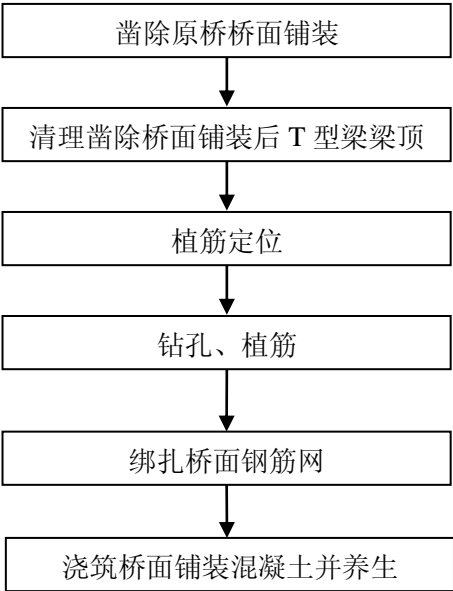 凿除原桥桥面铺装
清理凿除桥面铺装后 T 型梁梁顶
植筋定位
钻孔、植筋
绑扎桥面钢筋网
浇筑桥面铺装混凝土并养生